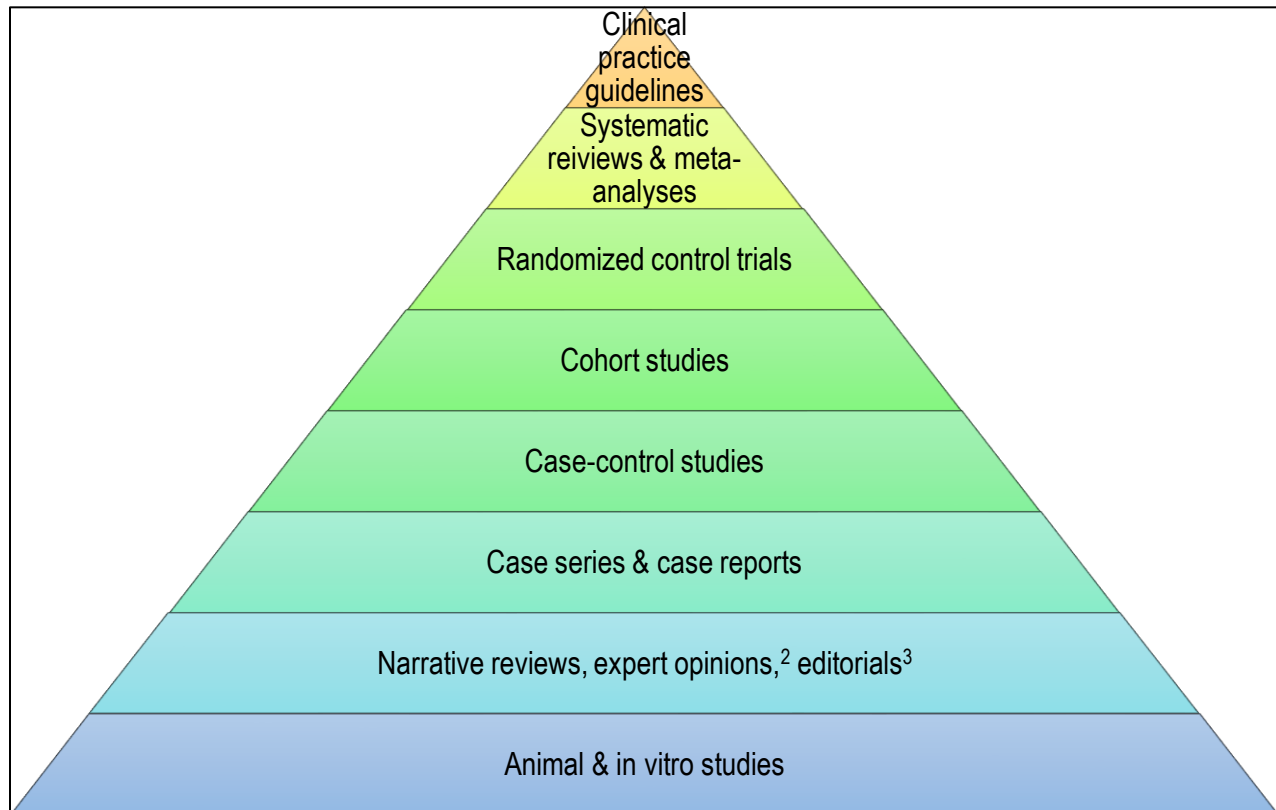 Clinical
practice
guidelines
Systematic
reiviews & meta-
analyses
Randomized control trials
Cohort studies
Case-control studies
Case series & case reports
Narrative reviews, expert opinions,² editorials³
Animal & in vitro studies